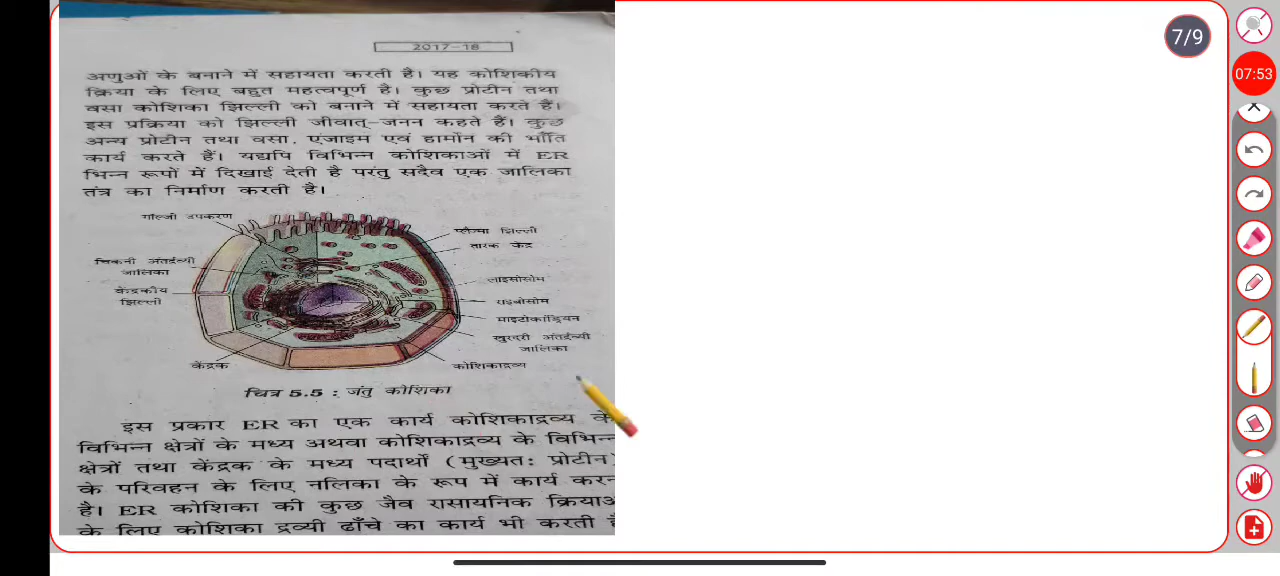 2017-18
अणुओं के बनाने में सहायता करती है। यह कोशिकीय
क्रिया के लिए बहुत महत्वपूर्ण है। कुछ प्रोटीन तथा
वसा कोशिका झिल्ली को बनाने में सहायता करते हैं।
इस प्रक्रिया को झिल्ली जीवात्-जनन कहते हैं। कुछ
अन्य प्रोटीन तथा वसा, एंजाइम एवं हार्मोन की भाँति
कार्य करते हैं। यद्यपि विभिन्न कोशिकाओं में ER
भिन्न रूपों में दिखाई देती है परंतु सदैव एक जालिका
तंत्र का निर्माण करती है।
गॉल्जी उपकरण
चिकनी अंतर्द्रव्यी
जालिका
केंद्रकीय
झिल्ली
केंद्रक
प्लैज्मा झिल्ली
तारक केंद्र
लाइसोसोम
राइबोसोम
माइटोकॉंड्रियन
खुरदरी अंतर्द्रव्यी
जालिका
कोशिकाद्रव्य
चित्र 5.5 : जंतु कोशिका
इस प्रकार ER का एक कार्य कोशिकाद्रव्य के
विभिन्न क्षेत्रों के मध्य अथवा कोशिकाद्रव्य के विभिन्न
क्षेत्रों तथा केंद्रक के मध्य पदार्थों (मुख्यत: प्रोटीन)
के परिवहन के लिए नलिका के रूप में कार्य करन
है। ER कोशिका की कुछ जैव रासायनिक क्रियाओ
के लिए कोशिका द्रव्यी ढाँचे का कार्य भी करती है
7/9
07:53